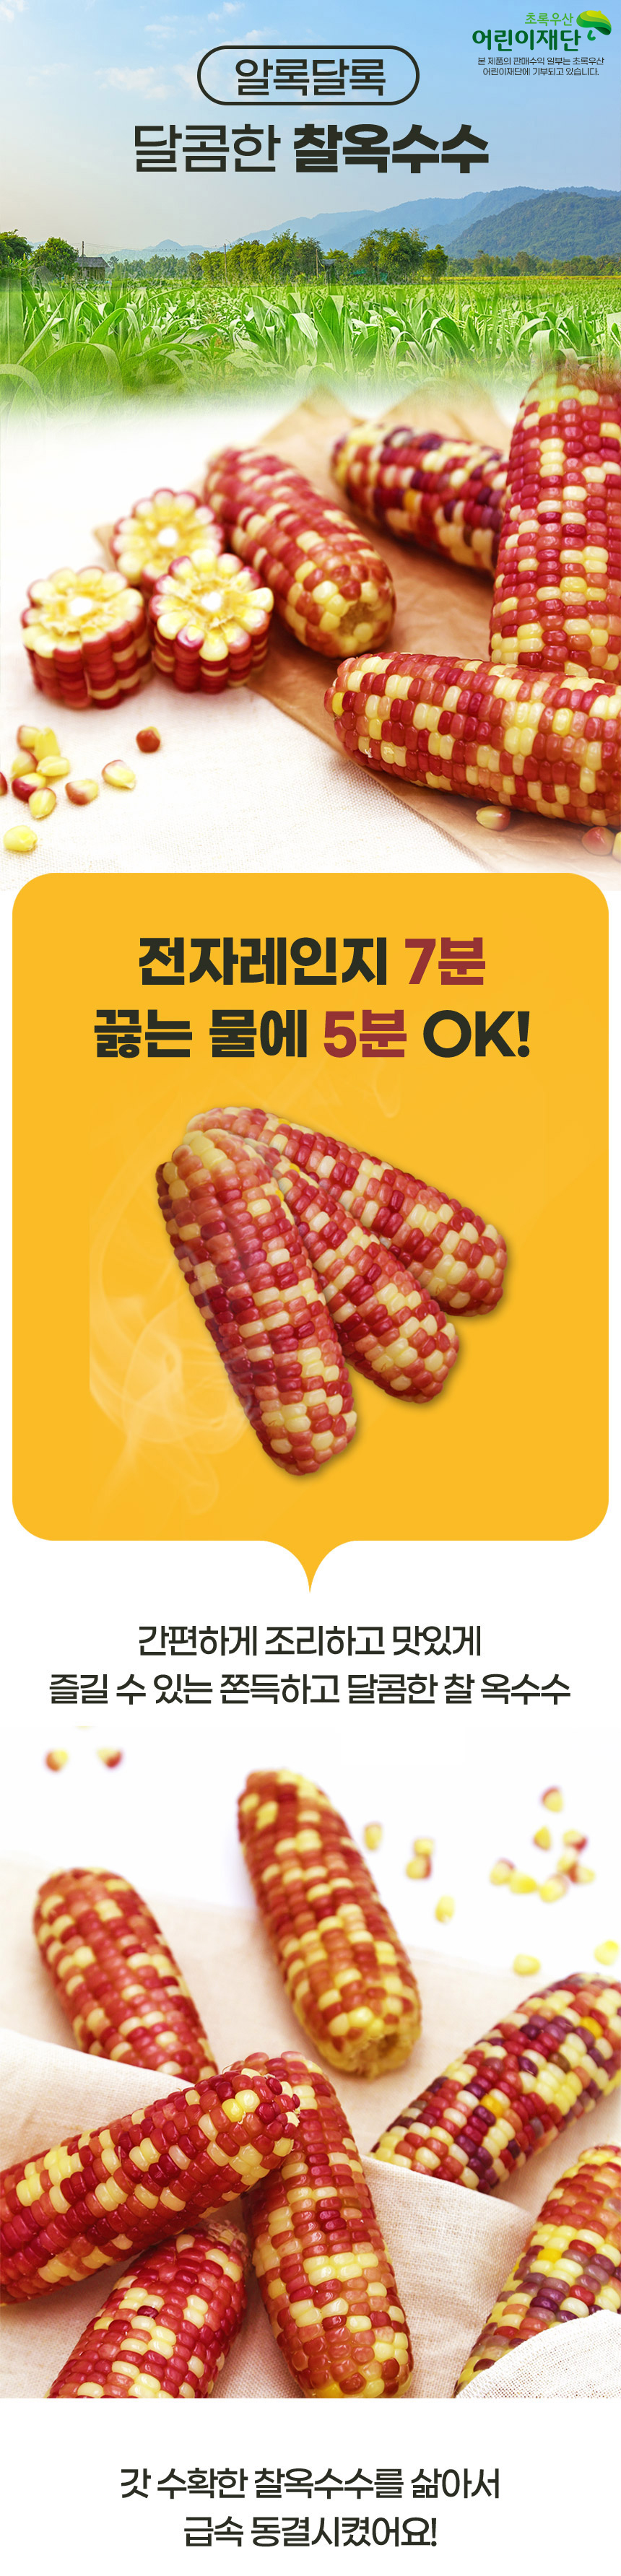 초록우산
어린이재단
본 제품의 판매수익 일부는 초록우산
어린이재단에 기부되고 있습니다.
알록달록
달콤한 찰옥수수
전자레인지 7분
끓는 물에 5분 OK!
간편하게 조리하고 맛있게
즐길 수 있는 쫀득하고 달콤한 찰 옥수수
갓 수확한 찰옥수수를 삶아서
급속 동결시켰어요!